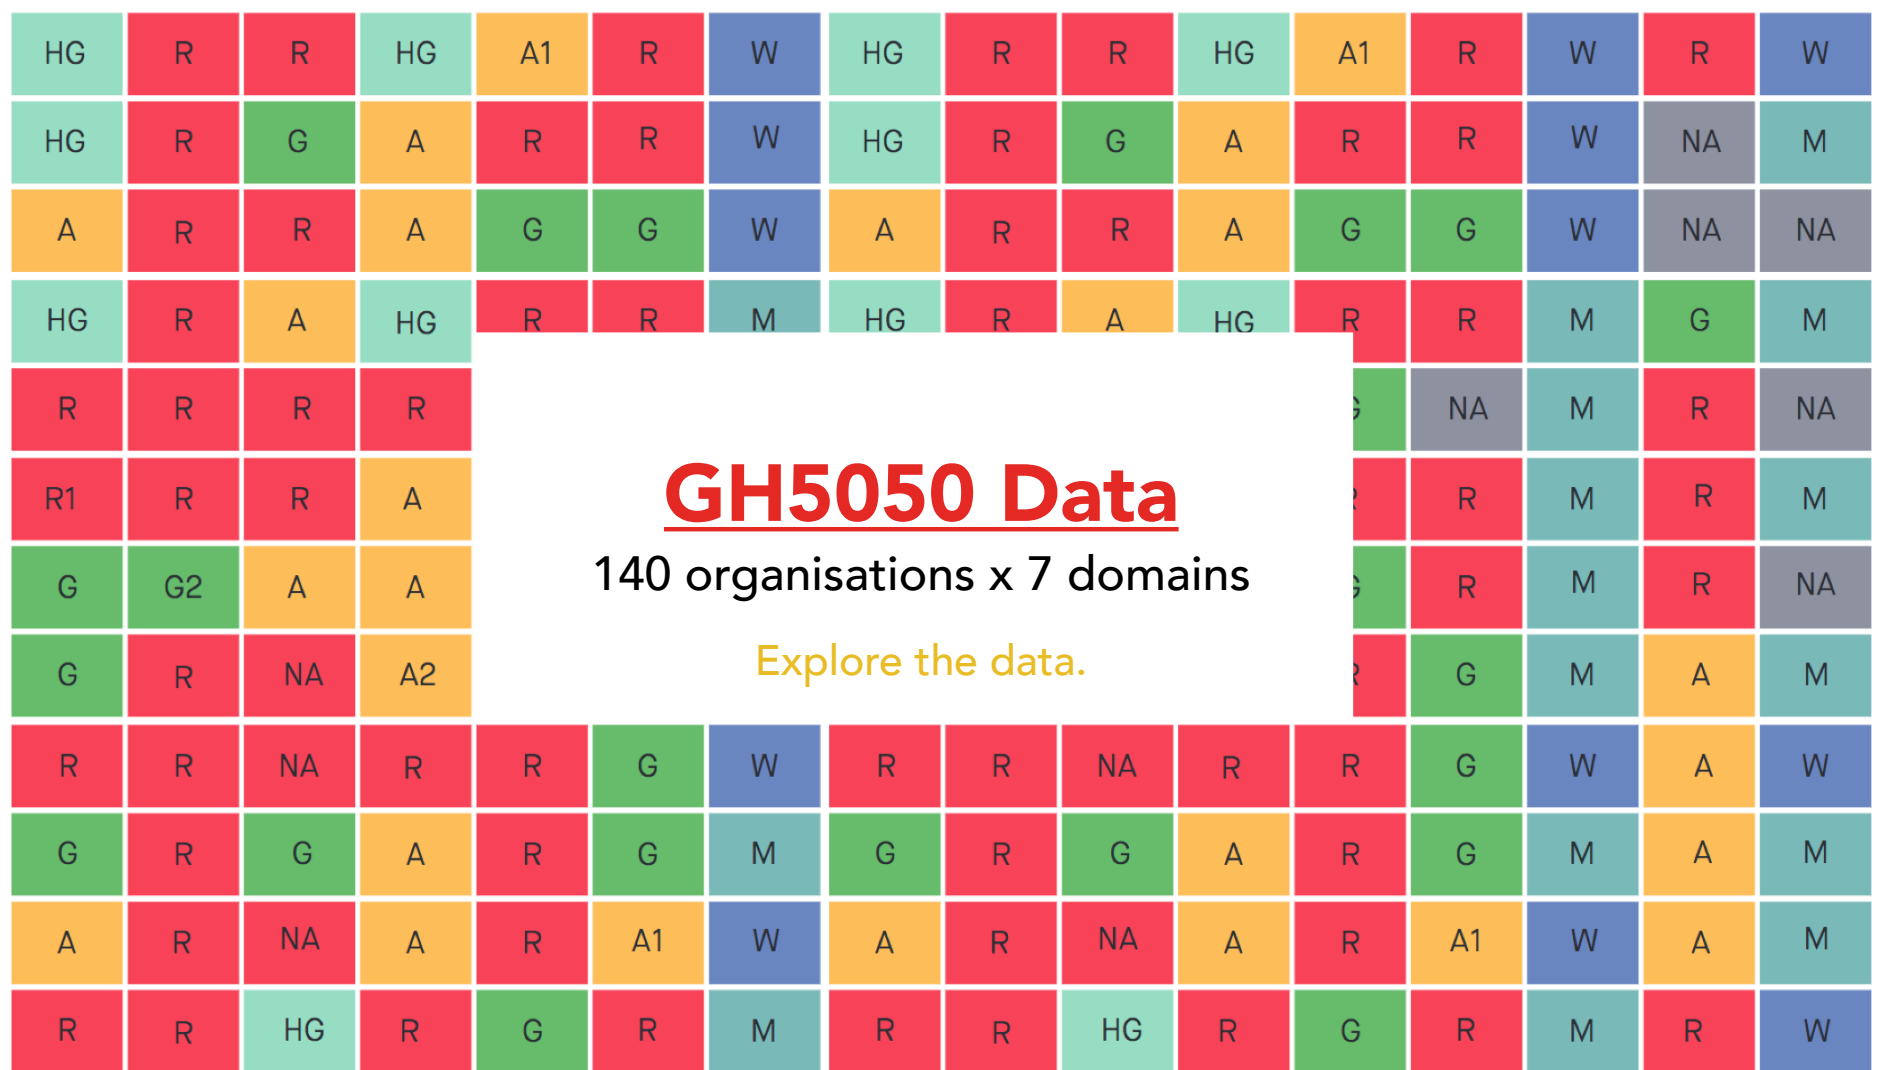 HG R R HG A1 R W HG R R HG A1 R W R W
HG R G A R R W HG R G A R R W NA M
A R R A G G W A R R A G G W NA NA
HG R A HG R R M HG R A HG R R M G M
R R R R G NA M R NA
R1 R R A R R M R M
G G2 A A G R M R NA
G R NA A2 R G M A M
GH5050 Data
140 organisations x 7 domains
Explore the data.
R R NA R R G W R R NA R R G W A W
G R G A R G M G R G A R G M A M
A R NA A R A1 W A R NA A R A1 W A M
R R HG R G R M R R HG R G R M R W